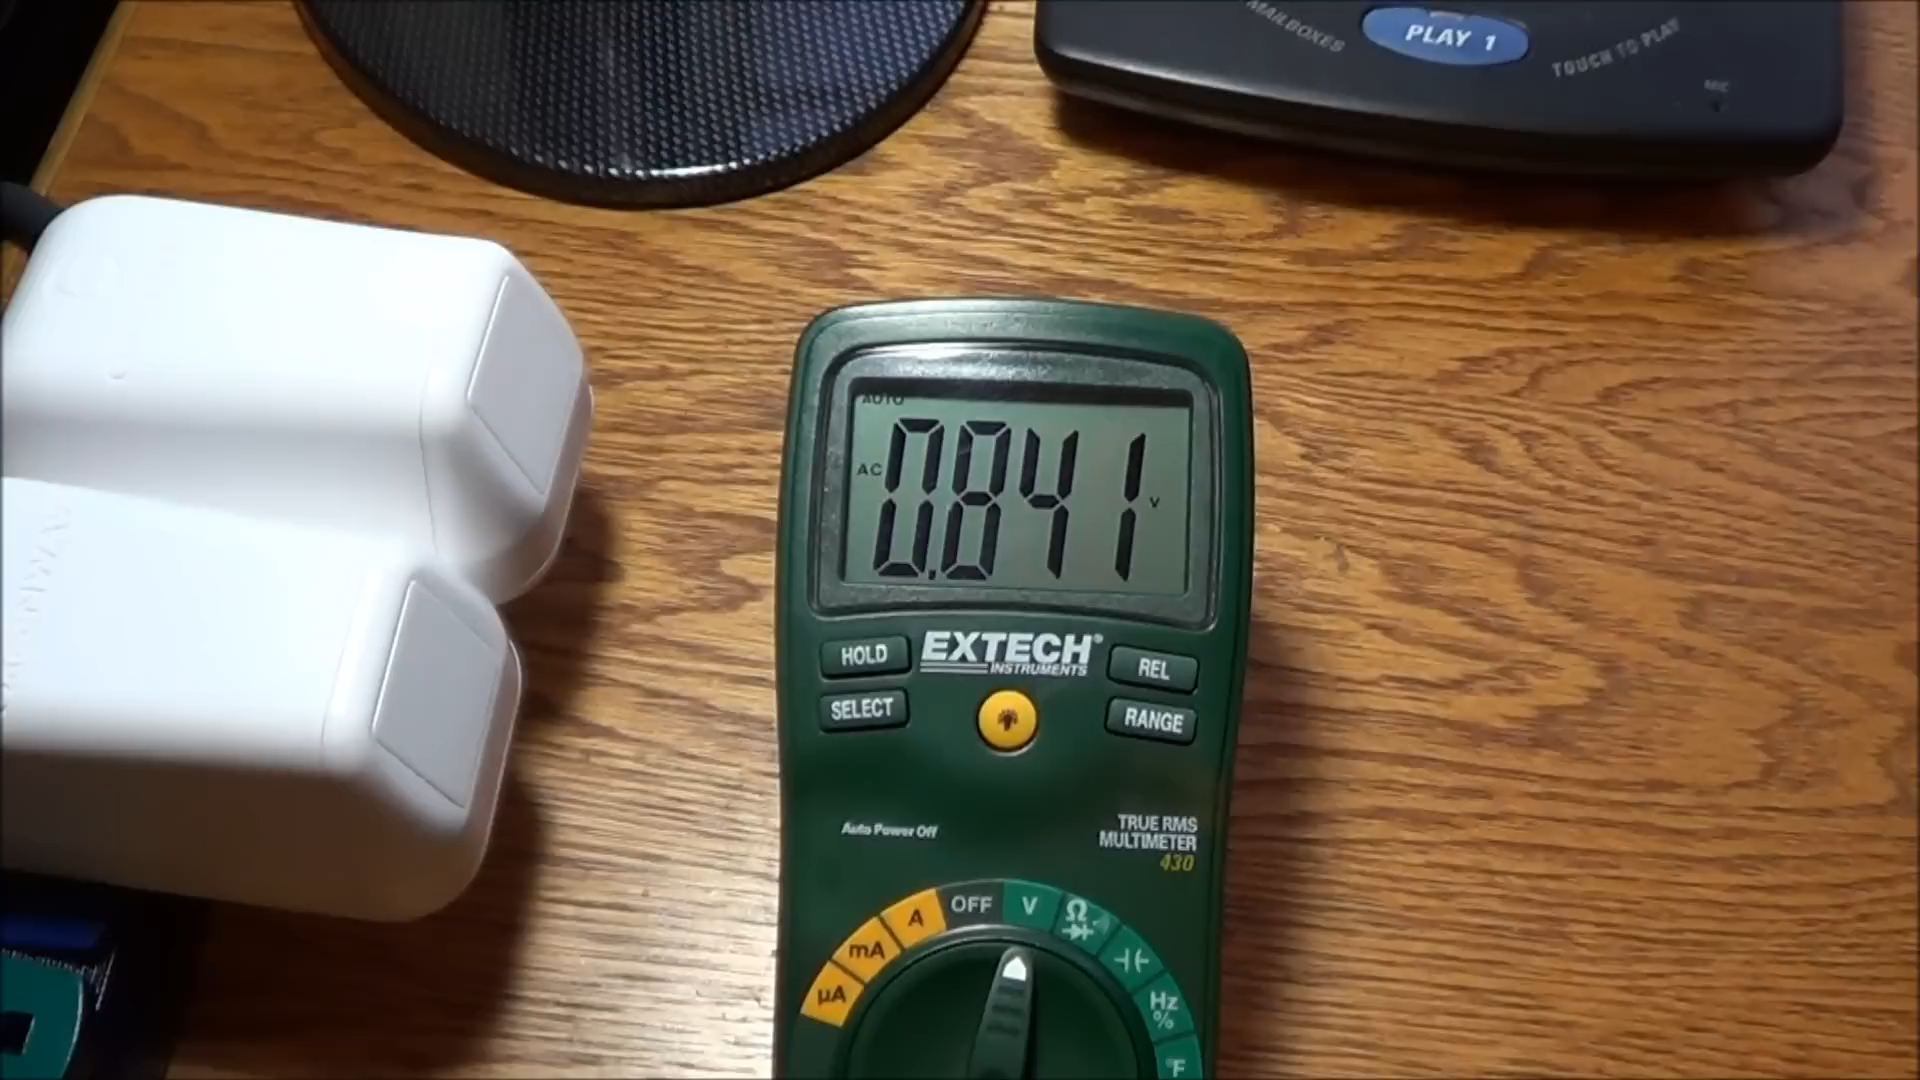 MAILBOXES
PLAY 1
TOUCH TO PLAY
MIC
AUTO
AC
0.841
V
HOLD
EXTECH
INSTRUMENTS
REL
SELECT
RANGE
Auto Power Off
TRUE RMS
MULTIMETER
430
OFF
V
Ω
A
mA
µA
Hz
%
°F